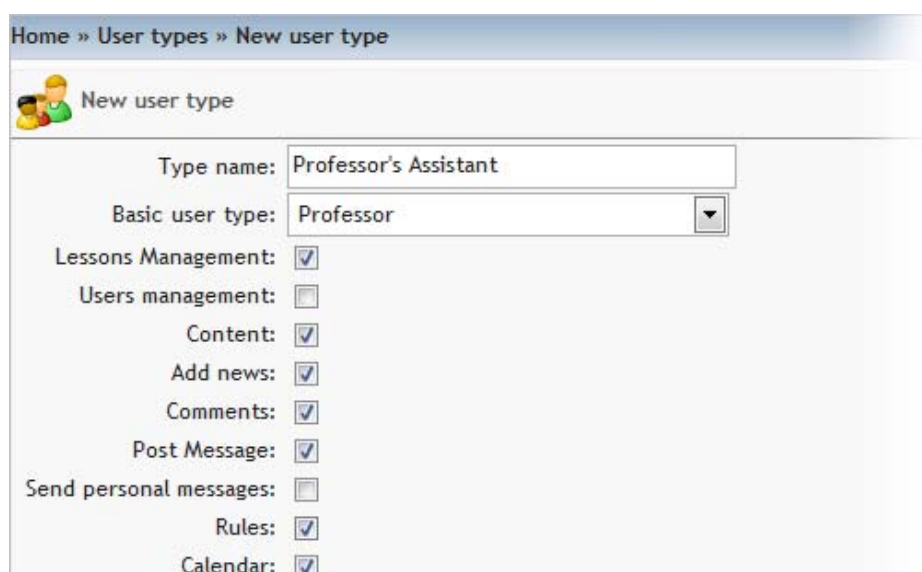 Home » User types » New user type
New user type
Type name: Professor's Assistant
Basic user type: Professor
Lessons Management:
Users management:
Content:
Add news:
Comments:
Post Message:
Send personal messages:
Rules:
Calendar: